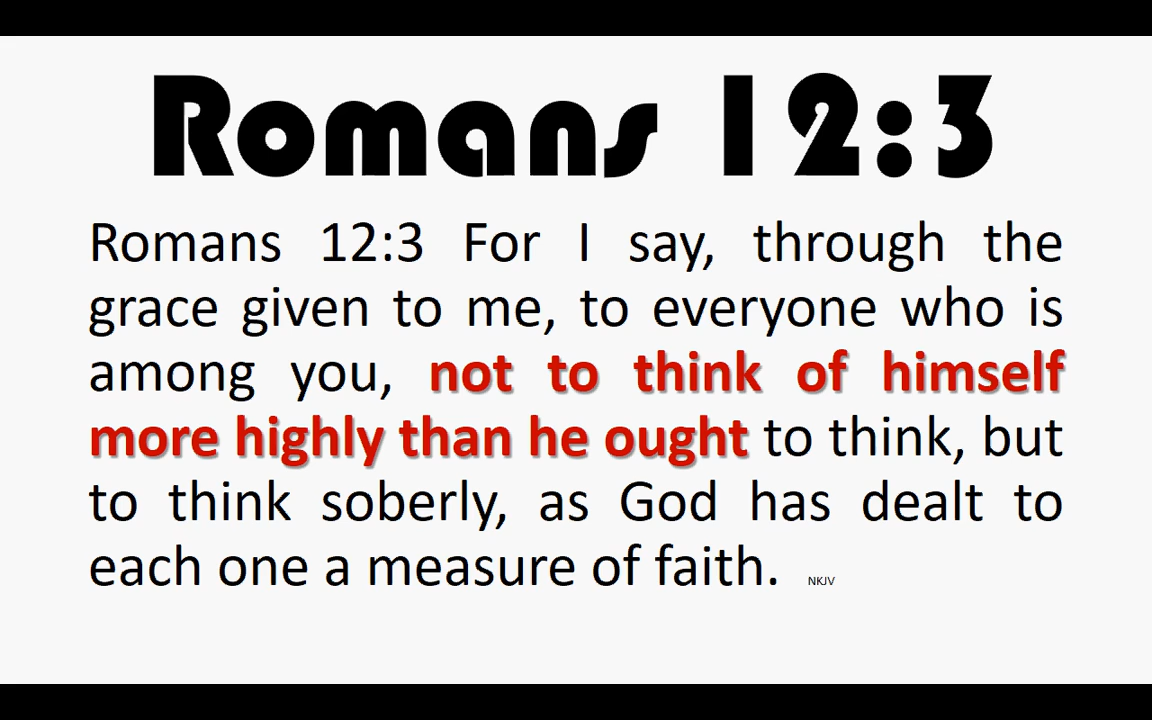 Romans 12:3
Romans 12:3 For I say, through the
grace given to me, to everyone who is
among you, not to think of himself
more highly than he ought to think, but
to think soberly, as God has dealt to
each one a measure of faith. NKJV